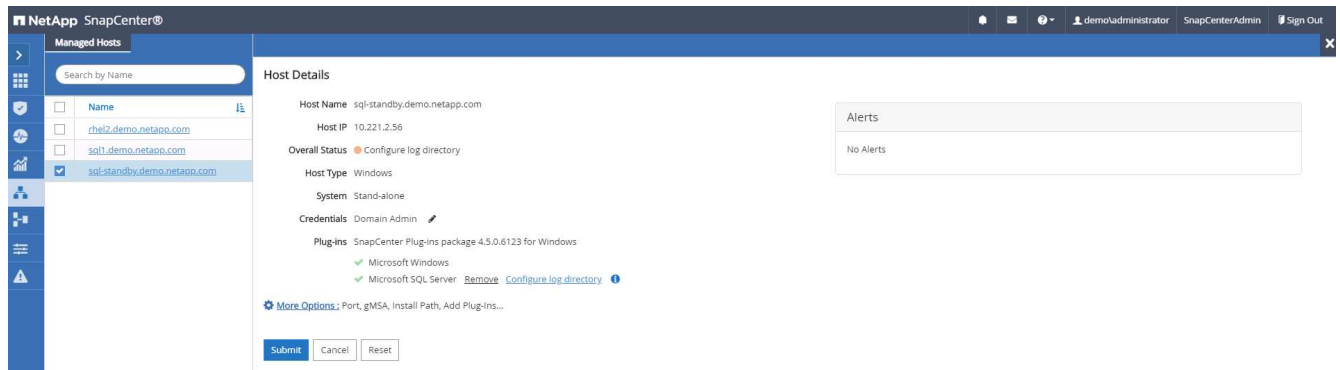 NetApp SnapCenter®
demo\administrator SnapCenterAdmin Sign Out
Managed Hosts
Search by Name
Name
rhel2.demo.netapp.com
sql1.demo.netapp.com
sql-standby.demo.netapp.com
Host Details
Host Name sql-standby.demo.netapp.com
Host IP 10.221.2.56
Overall Status Configure log directory
Host Type Windows
System Stand-alone
Credentials Domain Admin
Plug-ins SnapCenter Plug-ins package 4.5.0.6123 for Windows
Microsoft Windows
Microsoft SQL Server Remove Configure log directory
More Options : Port, gMSA, Install Path, Add Plug-Ins...
Submit Cancel Reset
Alerts
No Alerts